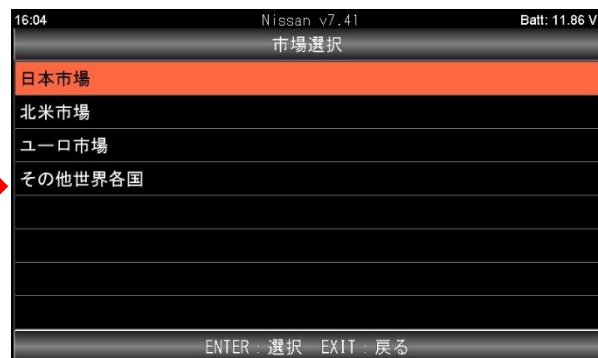 16:04 Nissan v7.41 Batt: 11.86 V
市場選択
日本市場
北米市場
ユーロ市場
その他世界各国
ENTER：選択 EXIT：戻る